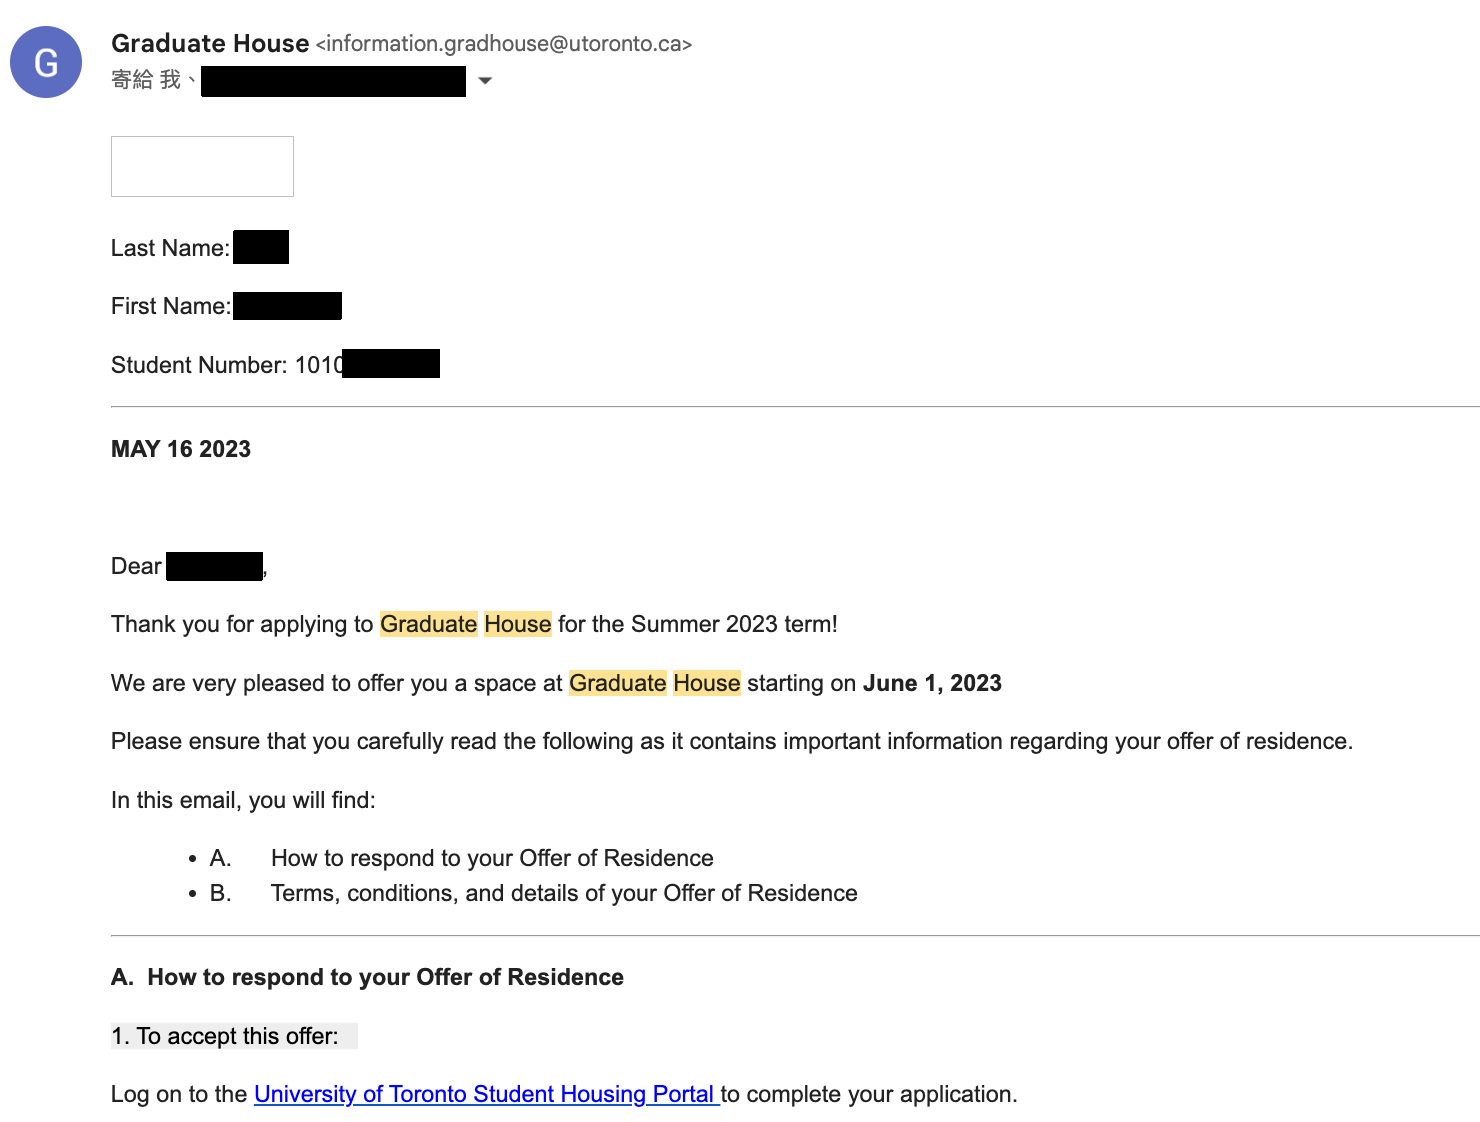 G
Graduate House <information.gradhouse@utoronto.ca>
寄給 我、
Last Name:
First Name:
Student Number: 1010
MAY 16 2023
Dear ,
Thank you for applying to Graduate House for the Summer 2023 term!
We are very pleased to offer you a space at Graduate House starting on June 1, 2023
Please ensure that you carefully read the following as it contains important information regarding your offer of residence.
In this email, you will find:
• A. How to respond to your Offer of Residence
• B. Terms, conditions, and details of your Offer of Residence
A. How to respond to your Offer of Residence
1. To accept this offer:
Log on to the University of Toronto Student Housing Portal to complete your application.